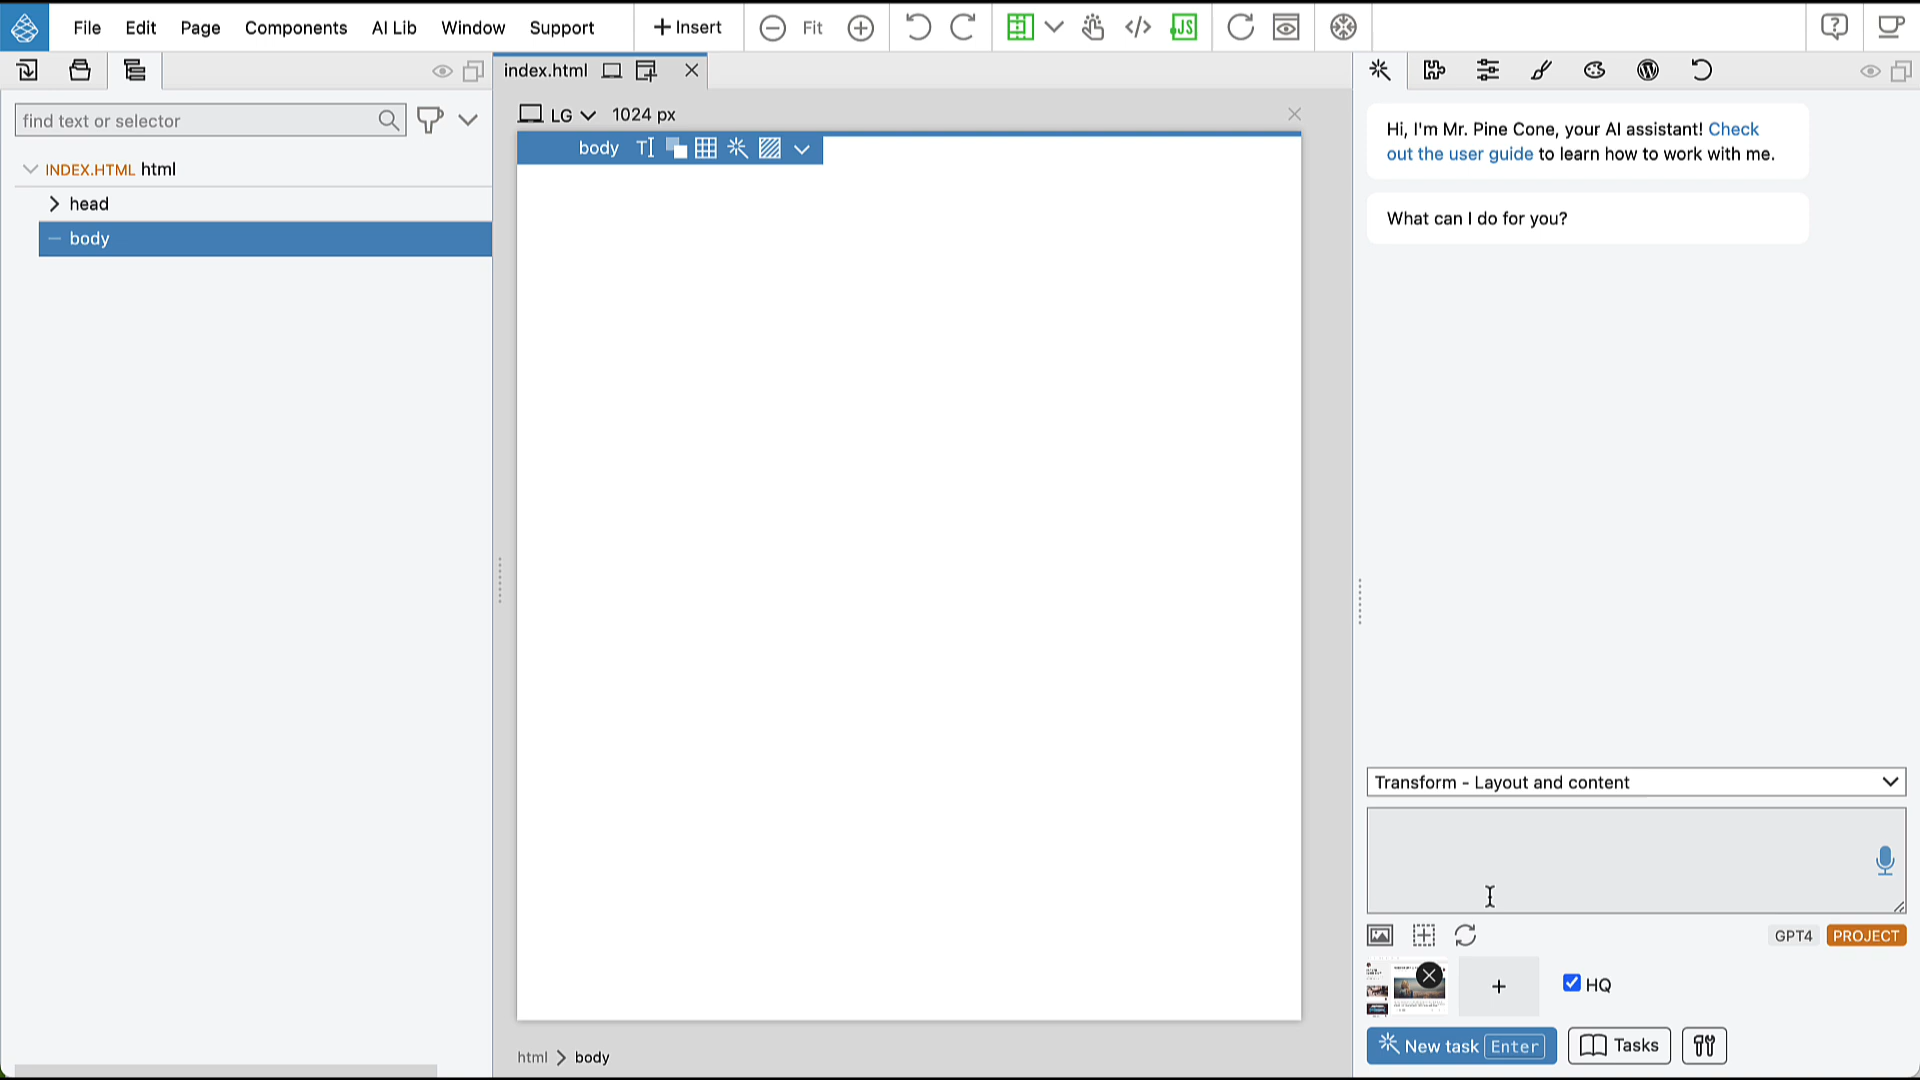 File Edit Page Components AI Lib Window Support + Insert Fit JS
index.html
find text or selector
LG 1024 px
INDEX.HTML html
head
body
body
Hi, I'm Mr. Pine Cone, your AI assistant! Check
out the user guide to learn how to work with me.
What can I do for you?
Transform - Layout and content
GPT4 PROJECT
HQ
New task Enter Tasks
html > body